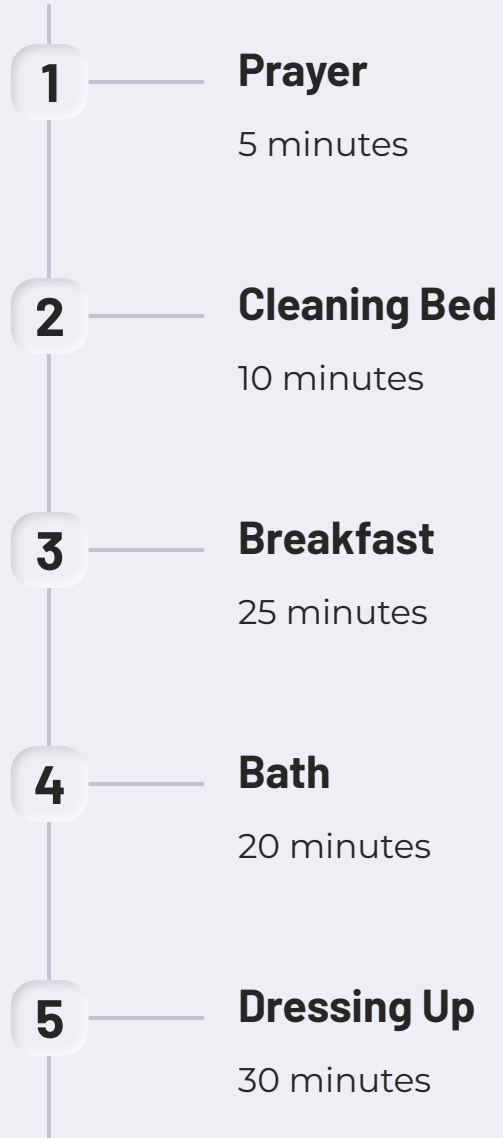 1
Prayer
5 minutes
2
Cleaning Bed
10 minutes
3
Breakfast
25 minutes
4
Bath
20 minutes
5
Dressing Up
30 minutes